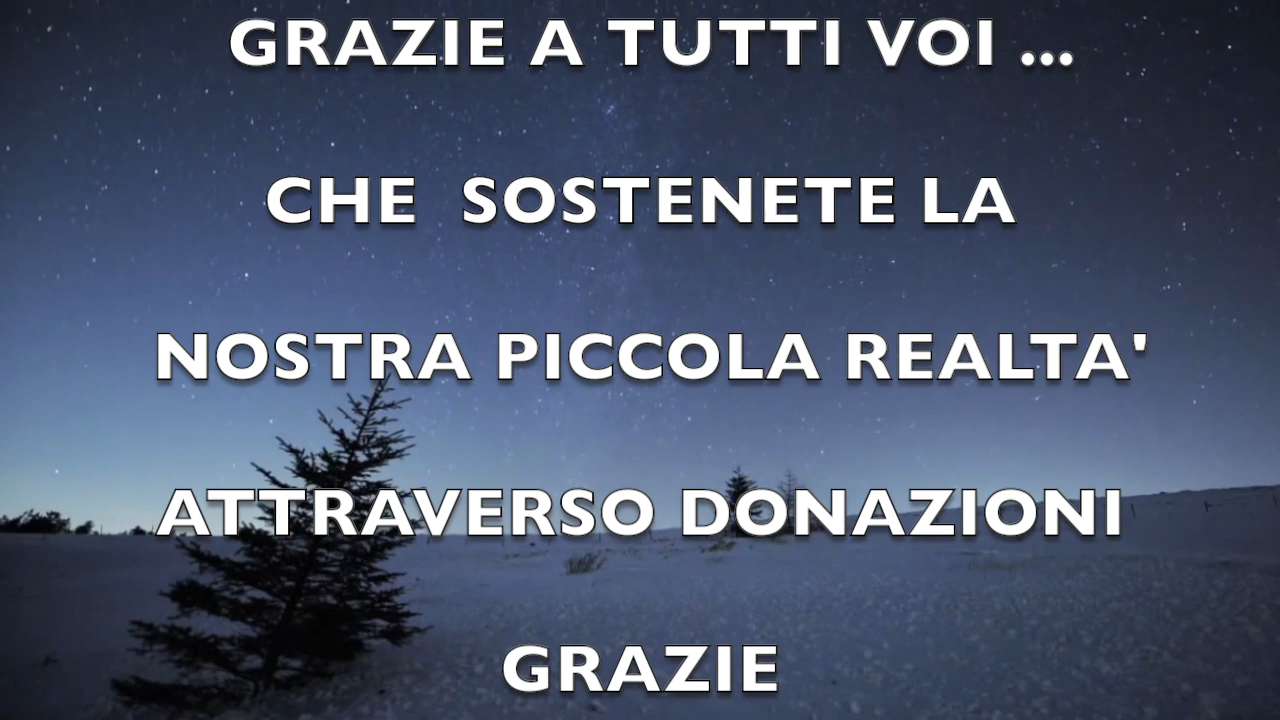 GRAZIE A TUTTI VOI ...
CHE  SOSTENETE LA
NOSTRA PICCOLA REALTA'
ATTRAVERSO DONAZIONI
GRAZIE